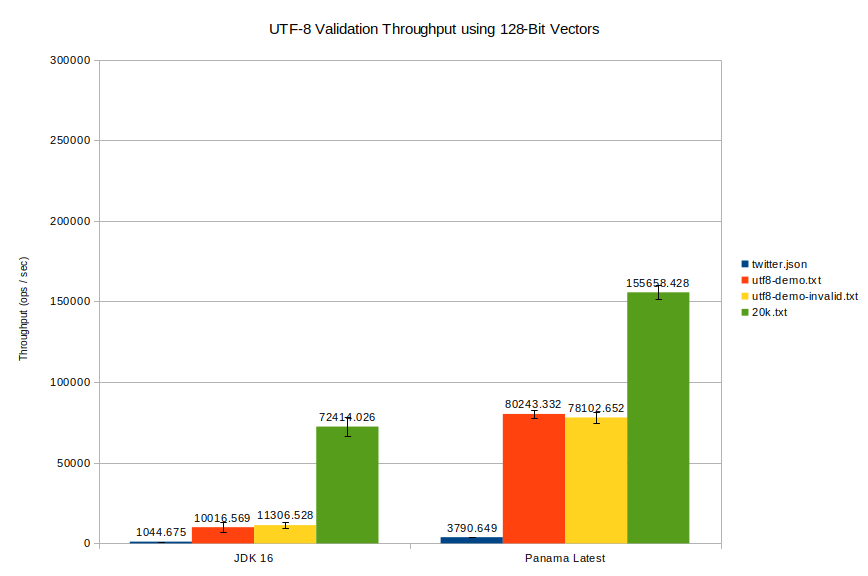 UTF-8 Validation Throughput using 128-Bit Vectors
300000
250000
200000
150000
100000
50000
0
Throughput (ops / sec)
1044.675
10016.569
11306.528
72414.026
3790.649
80243.332
78102.652
155658.428
JDK 16
Panama Latest
twitter.json
utf8-demo.txt
utf8-demo-invalid.txt
20k.txt